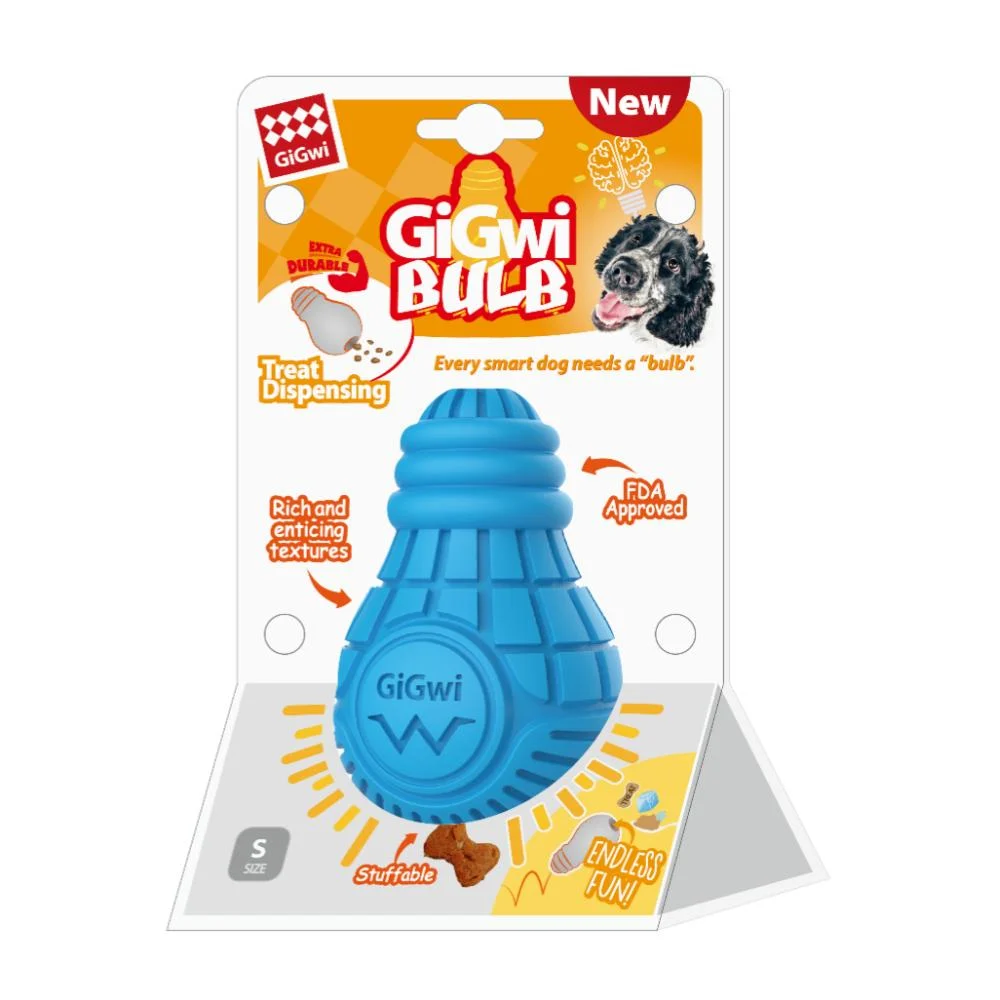 New
GiGwi
GiGwi
BULB
EXTRA
DURABLE
Treat
Dispensing
Every smart dog needs a “bulb”.
FDA
Approved
Rich and
enticing
textures
GiGwi
S
SIZE
Stuffable
TREAT
ENDLESS
FUN!